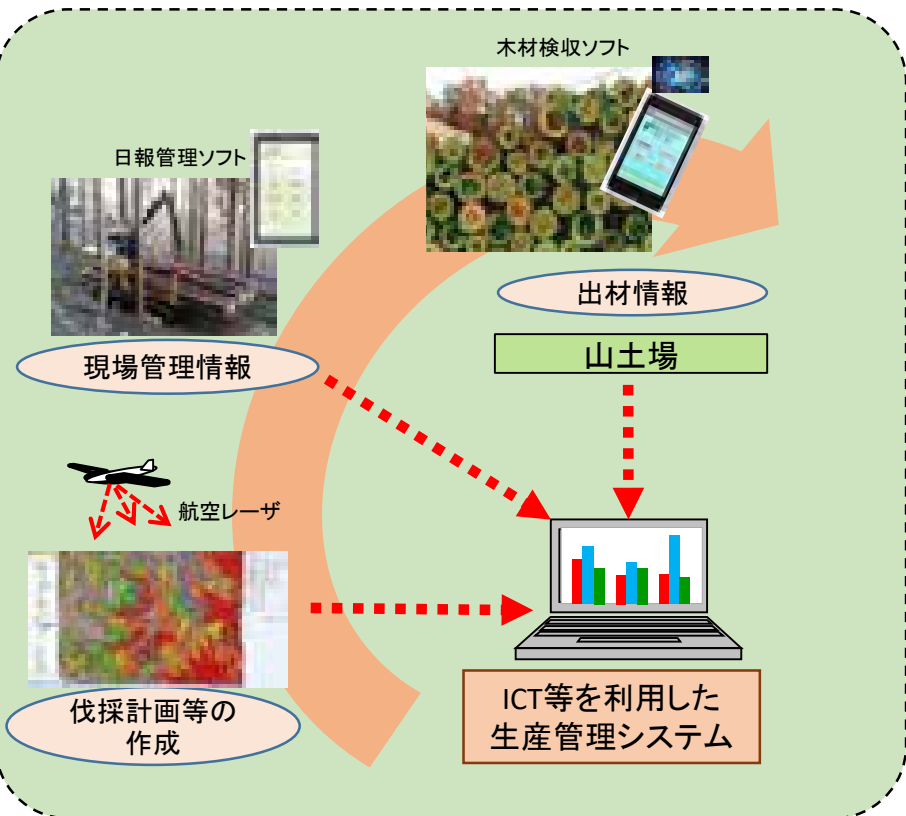 木材検収ソフト
日報管理ソフト
出材情報
山土場
現場管理情報
航空レーザ
伐採計画等の
作成
ICT等を利用した
生産管理システム